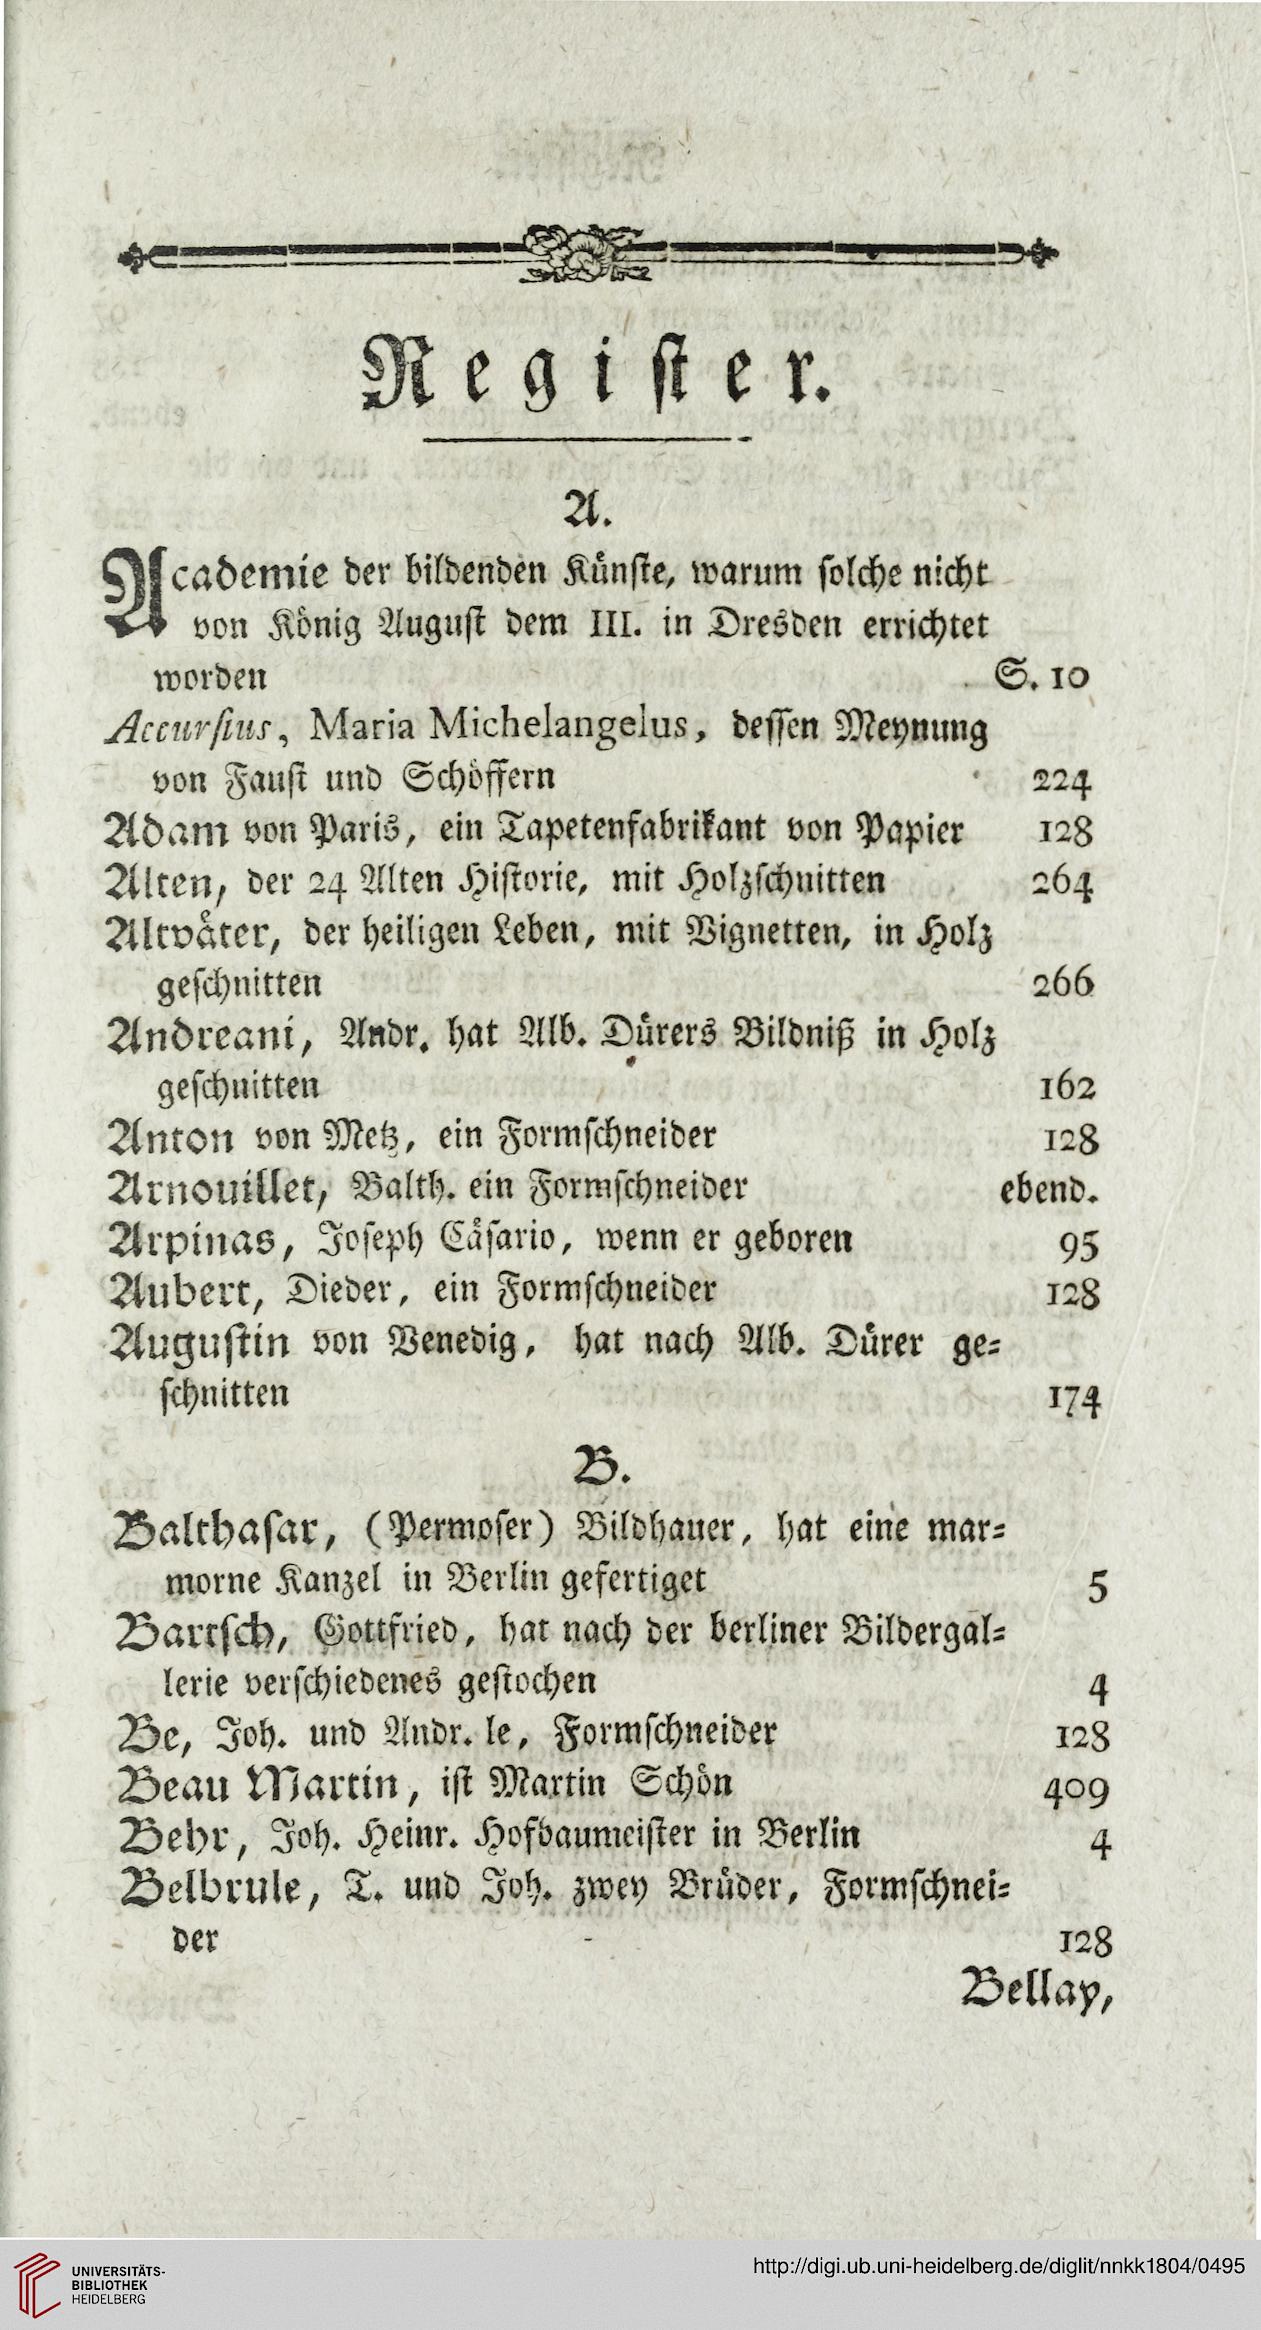 Register.
A.
Academie der bildenden Künste, warum solche nicht
von König August dem III. in Dresden errichtet
worden S. 10
Accursius, Maria Michelangelus, dessen Meynung
von Faust und Schöffern 224
Adam von Paris, ein Tapetenfabrikant von Papier 128
Alten, der 24 Alten Historie, mit Holzschnitten 264
Altväter, der heiligen Leben, mit Vignetten, in Holz
geschnitten 266
Andreani, Andr. hat Alb. Dürers Bildniß in Holz
geschnitten 162
Anton von Metz, ein Formschneider 128
Arnouillet, Balth. ein Formschneider ebend.
Arpinas, Joseph Cäsario, wenn er geboren 95
Aubert, Dieder, ein Formschneider 128
Augustin von Venedig, hat nach Alb. Dürer ge=
schnitten 174
B.
Balthasar, (Permoser) Bildhauer, hat eine mar=
morne Kanzel in Berlin gefertiget 5
Bartsch, Gottfried, hat nach der berliner Bildergal=
lerie verschiedenes gestochen 4
Be, Joh. und Andr. le, Formschneider 128
Beau Martin, ist Martin Schön 409
Behr, Joh. Heinr. Hofbaumeister in Berlin 4
Belbrule, T. und Joh. zwey Brüder, Formschnei=
der 128
Bellay,
UNIVERSITÄTS-
BIBLIOTHEK
HEIDELBERG
http://digi.ub.uni-heidelberg.de/diglit/nnkk1804/0495